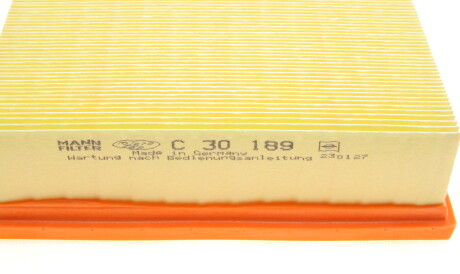 MANN
FILTER
C 30 189
Made in Germany
Wartung nach Bedienungsanleitung
230127